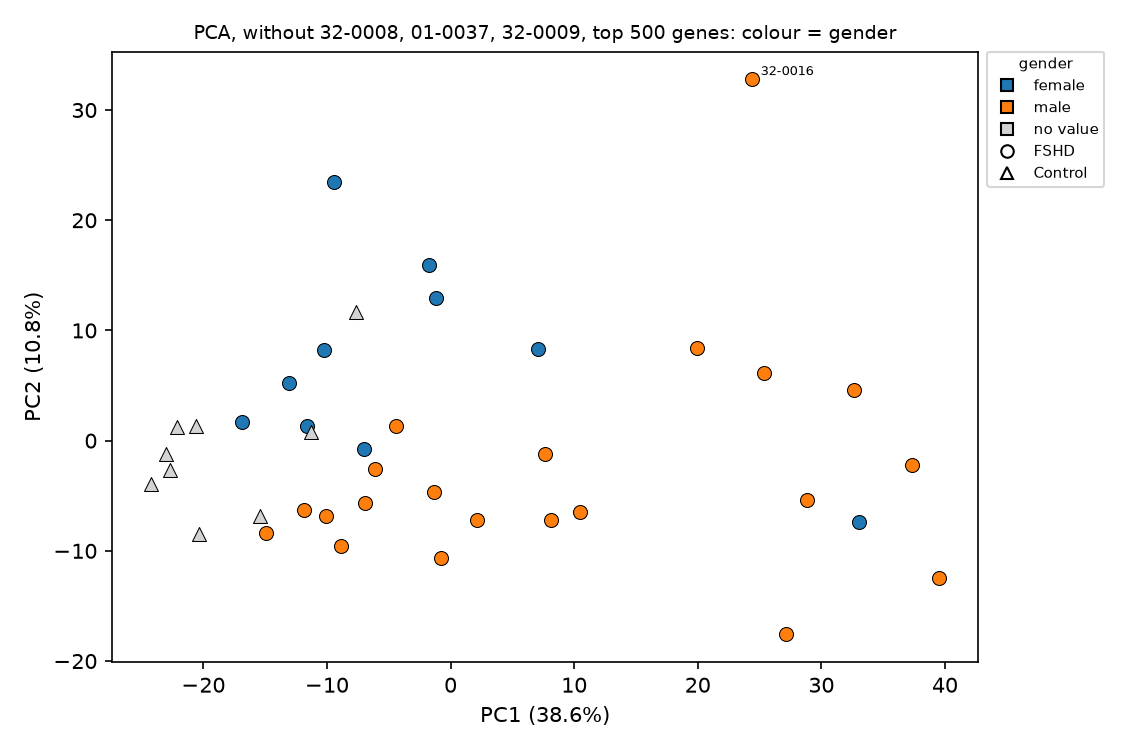 PCA, without 32-0008, 01-0037, 32-0009, top 500 genes: colour = gender
32-0016
gender
female
male
no value
FSHD
Control
30
20
10
0
−10
−20
PC2 (10.8%)
−20 −10 0 10 20 30 40
PC1 (38.6%)